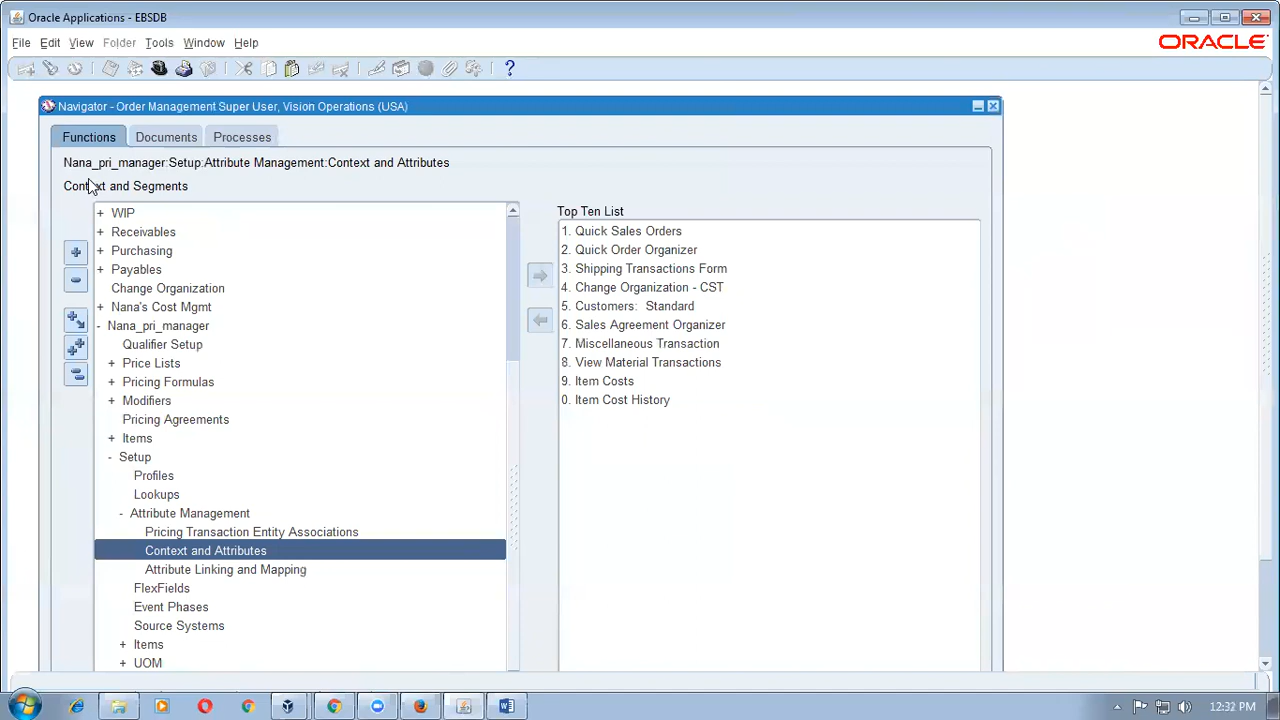 Oracle Applications - EBSDB
File Edit View Folder Tools Window Help
ORACLE
?
Navigator - Order Management Super User, Vision Operations (USA)
Functions Documents Processes
Nana_pri_manager:Setup:Attribute Management:Context and Attributes
Context and Segments
+ WIP
+ Receivables
+ Purchasing
+ Payables
Change Organization
+ Nana's Cost Mgmt
- Nana_pri_manager
Qualifier Setup
+ Price Lists
+ Pricing Formulas
+ Modifiers
Pricing Agreements
+ Items
- Setup
Profiles
Lookups
- Attribute Management
Pricing Transaction Entity Associations
Context and Attributes
Attribute Linking and Mapping
FlexFields
Event Phases
Source Systems
+ Items
+ UOM
Top Ten List
1. Quick Sales Orders
2. Quick Order Organizer
3. Shipping Transactions Form
4. Change Organization - CST
5. Customers: Standard
6. Sales Agreement Organizer
7. Miscellaneous Transaction
8. View Material Transactions
9. Item Costs
0. Item Cost History
12:32 PM